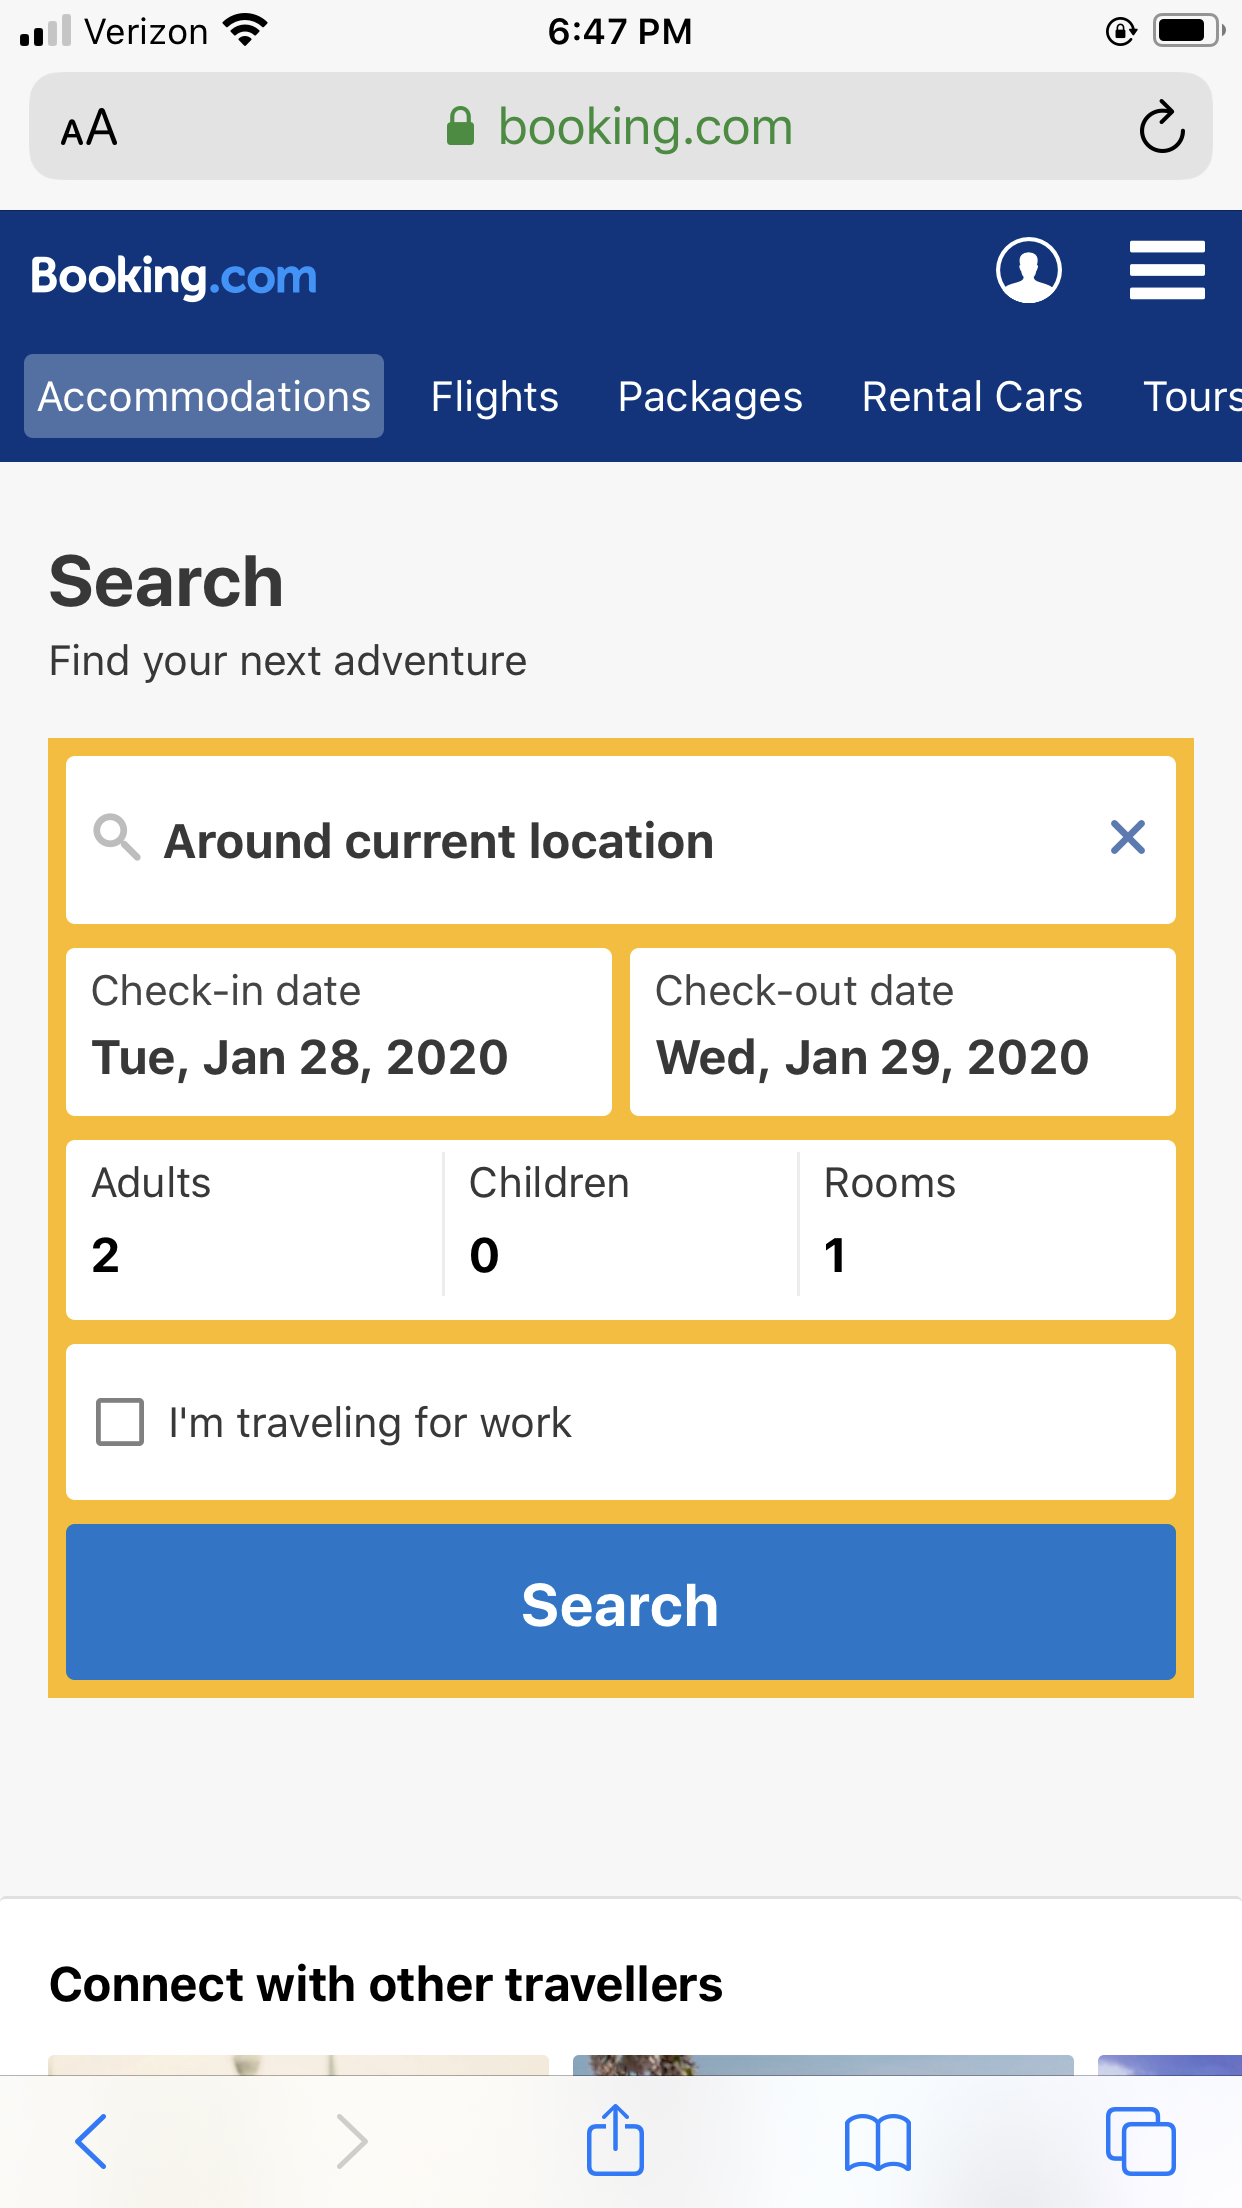 Verizon 6:47 PM
AA booking.com
Booking.com
Accommodations Flights Packages Rental Cars Tours
Search
Find your next adventure
Around current location
Check-in date Check-out date
Tue, Jan 28, 2020 Wed, Jan 29, 2020
Adults Children Rooms
2 0 1
I'm traveling for work
Search
Connect with other travellers